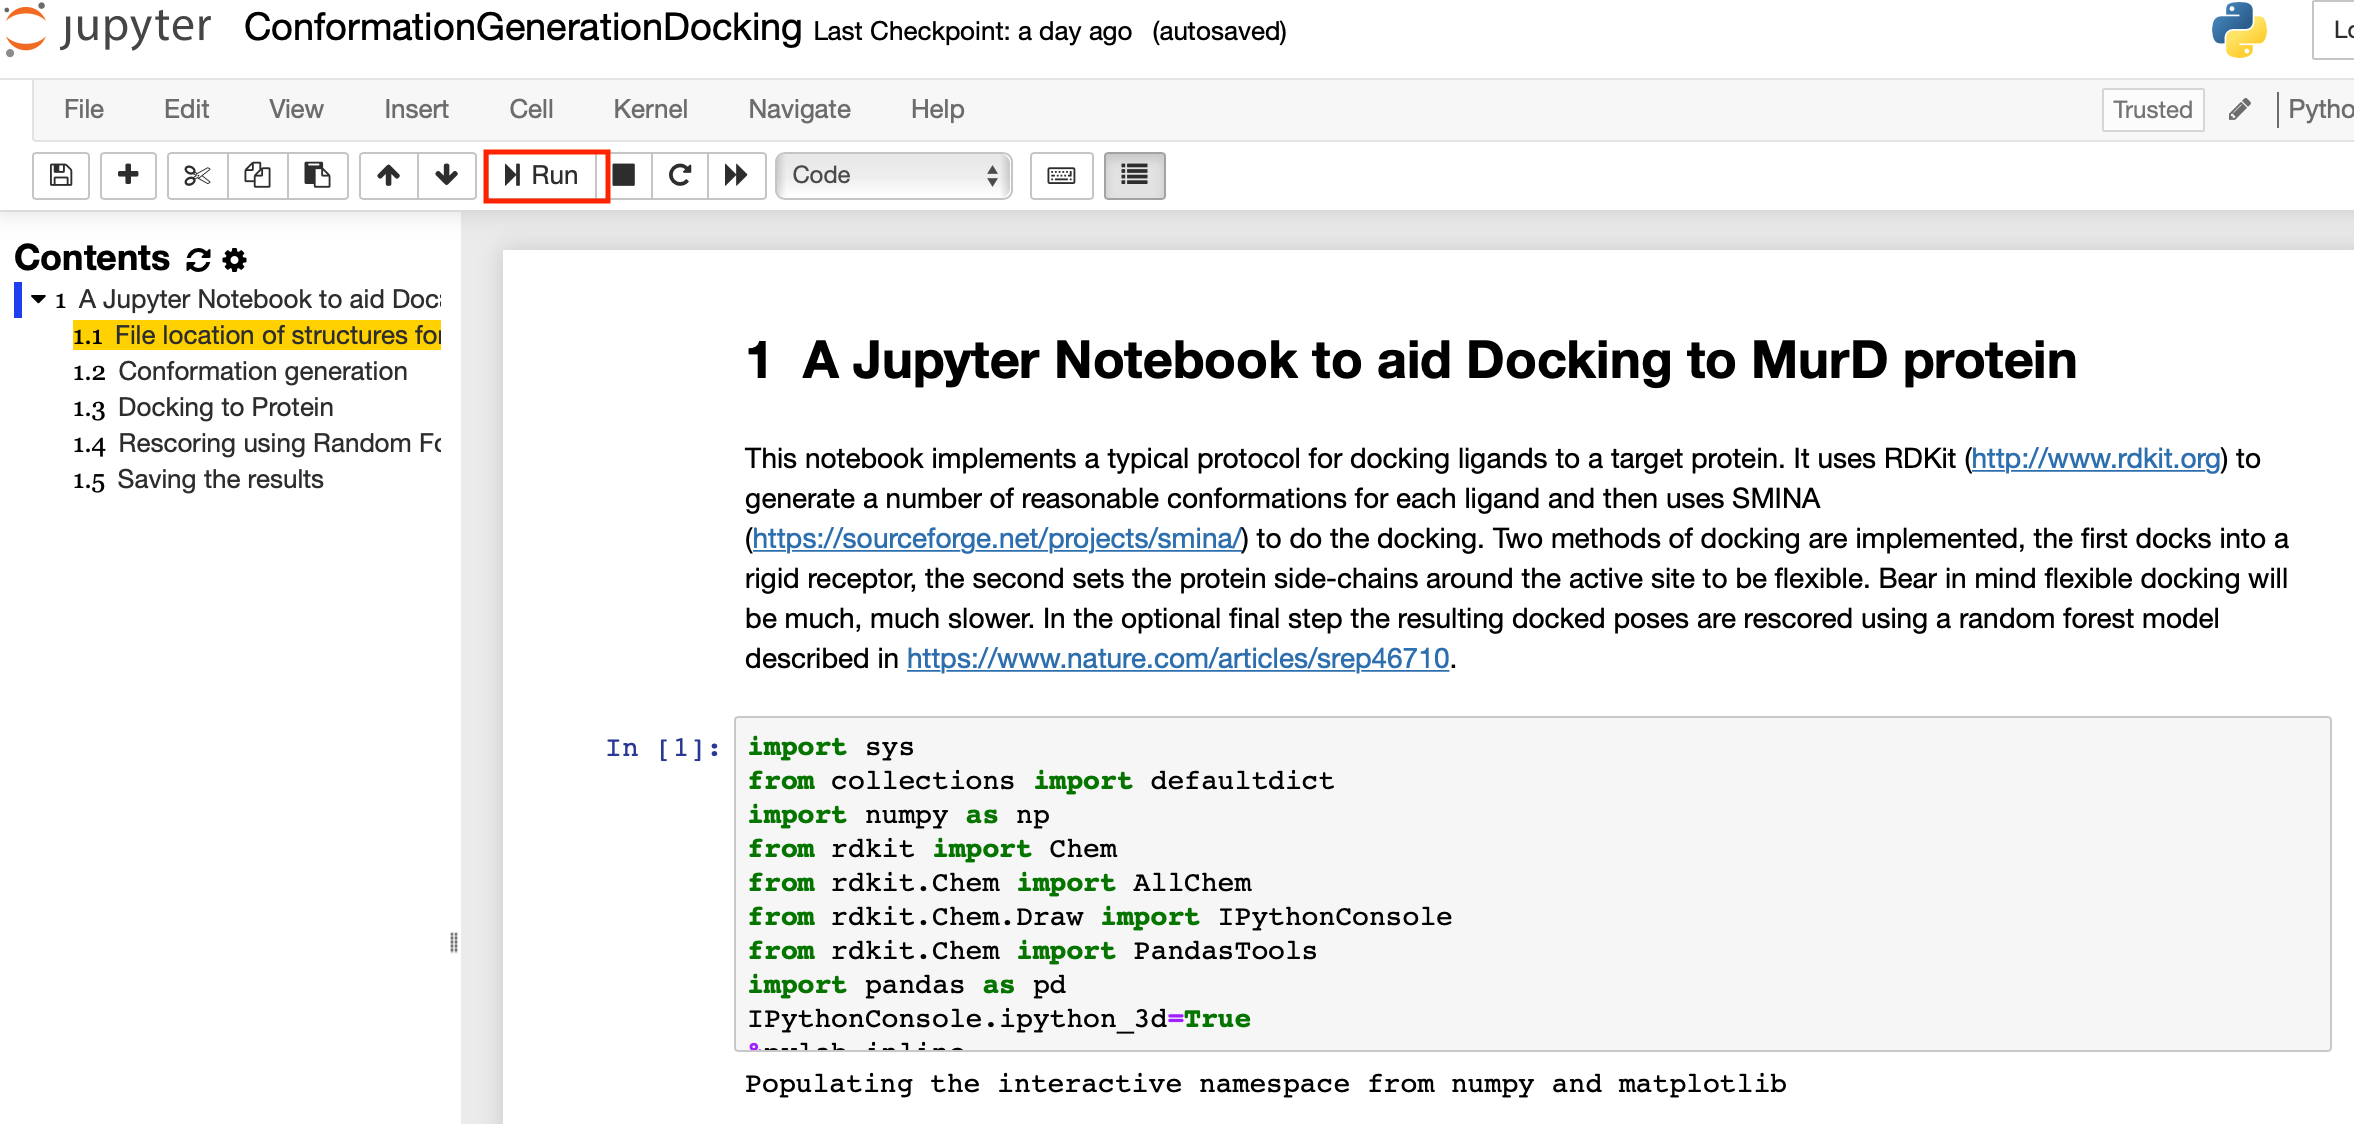 jupyter ConformationGenerationDocking Last Checkpoint: a day ago (autosaved)
File Edit View Insert Cell Kernel Navigate Help Trusted
Run Code
Contents
1 A Jupyter Notebook to aid
1.1 File location of structures
1.2 Conformation generation
1.3 Docking to Protein
1.4 Rescoring using Random
1.5 Saving the results
1 A Jupyter Notebook to aid Docking to MurD protein
This notebook implements a typical protocol for docking ligands to a target protein. It uses RDKit (http://www.rdkit.org) to
generate a number of reasonable conformations for each ligand and then uses SMINA
(https://sourceforge.net/projects/smina/) to do the docking. Two methods of docking are implemented, the first docks into a
rigid receptor, the second sets the protein side-chains around the active site to be flexible. Bear in mind flexible docking will
be much, much slower. In the optional final step the resulting docked poses are rescored using a random forest model
described in https://www.nature.com/articles/srep46710.
In [1]:
import sys
from collections import defaultdict
import numpy as np
from rdkit import Chem
from rdkit.Chem import AllChem
from rdkit.Chem.Draw import IPythonConsole
from rdkit.Chem import PandasTools
import pandas as pd
IPythonConsole.ipython_3d=True
%pylab inline
Populating the interactive namespace from numpy and matplotlib